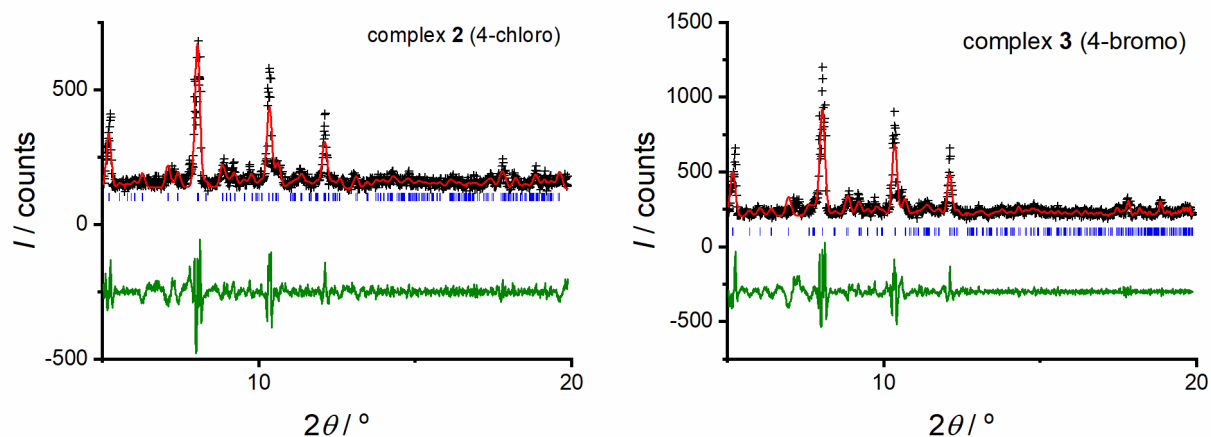 complex 2 (4-chloro)
500
0
-500
I / counts
10
20
2θ / º
complex 3 (4-bromo)
1500
1000
500
0
-500
I / counts
10
20
2θ / º